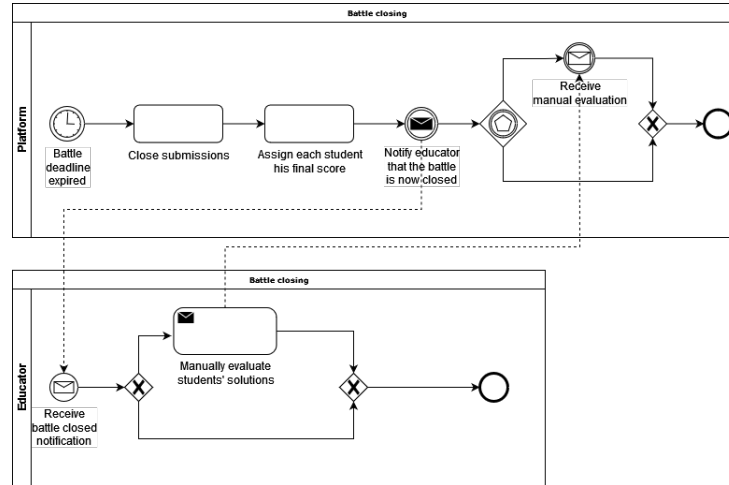 Battle closing
Platform
Battle
deadline
expired
Close submissions
Assign each student
his final score
Notify educator
that the battle
is now closed
Receive
manual evaluation
Battle closing
Educator
Receive
battle closed
notification
Manually evaluate
students' solutions